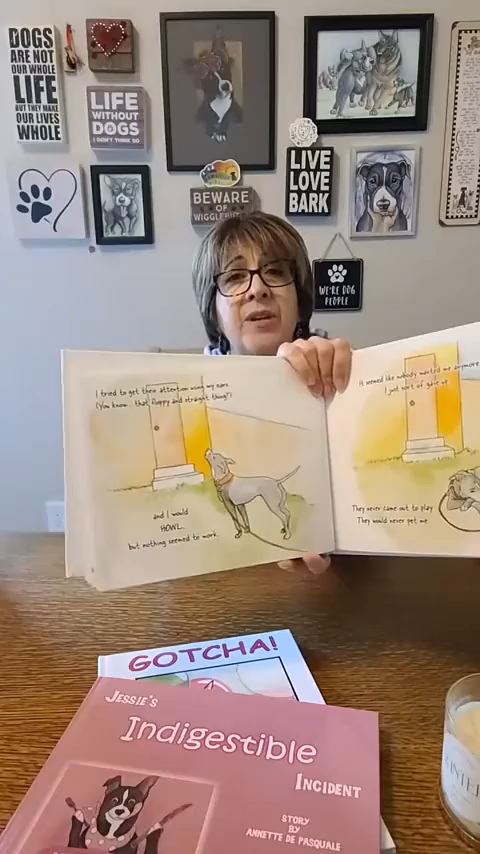 DOGS
ARE NOT
OUR WHOLE
LIFE
BUT THEY MAKE
OUR LIVES
WHOLE
LIFE
WITHOUT
DOGS
I DON'T THINK SO
BEWARE
OF
LIVE
LOVE
BARK
WE'RE DOG
PEOPLE
I tried to get their attention using my ears.
(You know... that floppy and straight thing?)
and I would
HOWL..
but nothing seemed to work.
It seemed like nobody wanted me anymore
I just sort of gave up.
They never came out to play
They would never pet me
GOTCHA!
JESSIE'S
Indigestible
INCIDENT
STORY
BY
ANNETTE DE PASQUALE